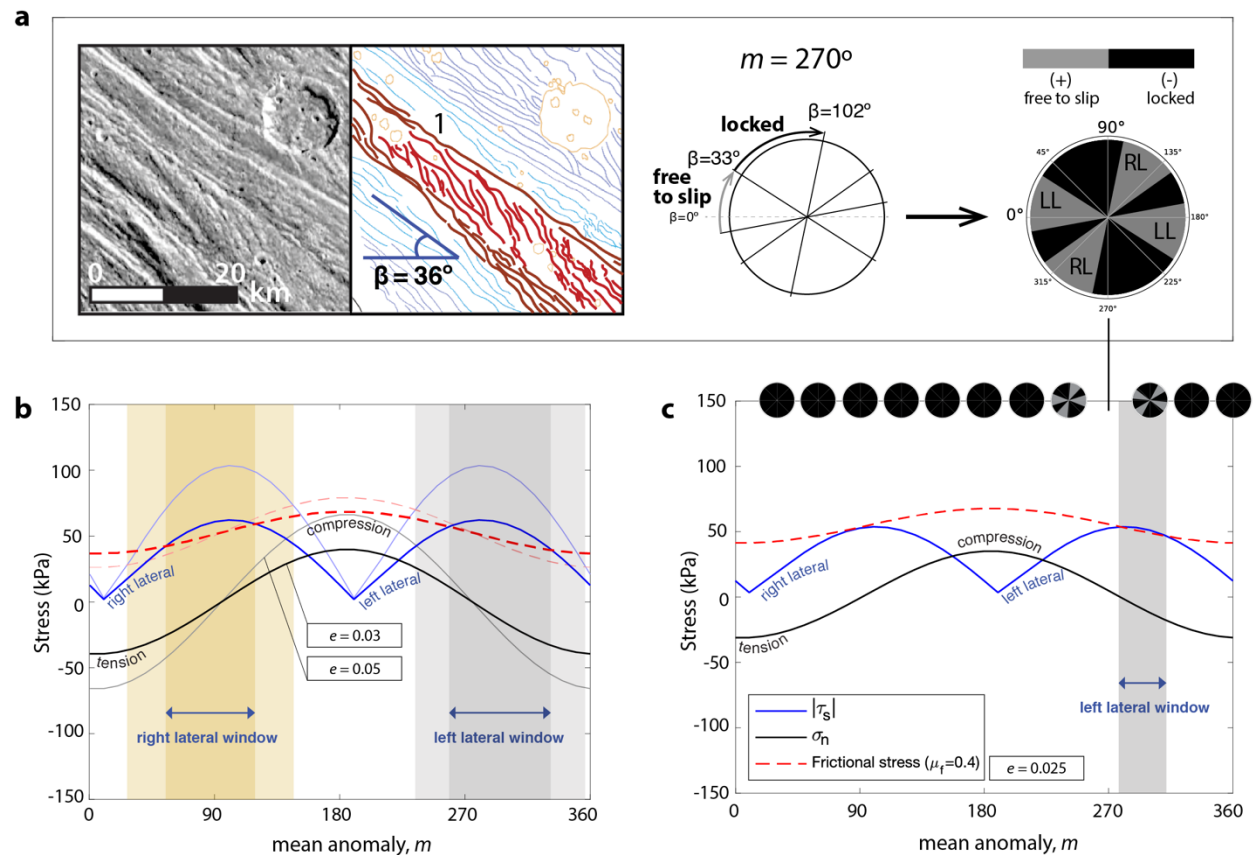 a
0
20
km
1
β = 36°
m = 270°
locked
β=102°
β=33°
free
to slip
β=0°
(+)
free to slip
(-)
locked
90°
45°
135°
RL
LL
0°
180°
LL
RL
315°
225°
270°
b
150
100
50
0
-50
-100
-150
Stress (kPa)
right lateral
compression
left lateral
tension
e = 0.03
e = 0.05
right lateral window
left lateral window
0
90
180
270
360
mean anomaly, m
c
150
100
50
0
-50
-100
-150
Stress (kPa)
right lateral
compression
left lateral
tension
left lateral window
|τs|
σn
Frictional stress (μf=0.4)
e = 0.025
0
90
180
270
360
mean anomaly, m